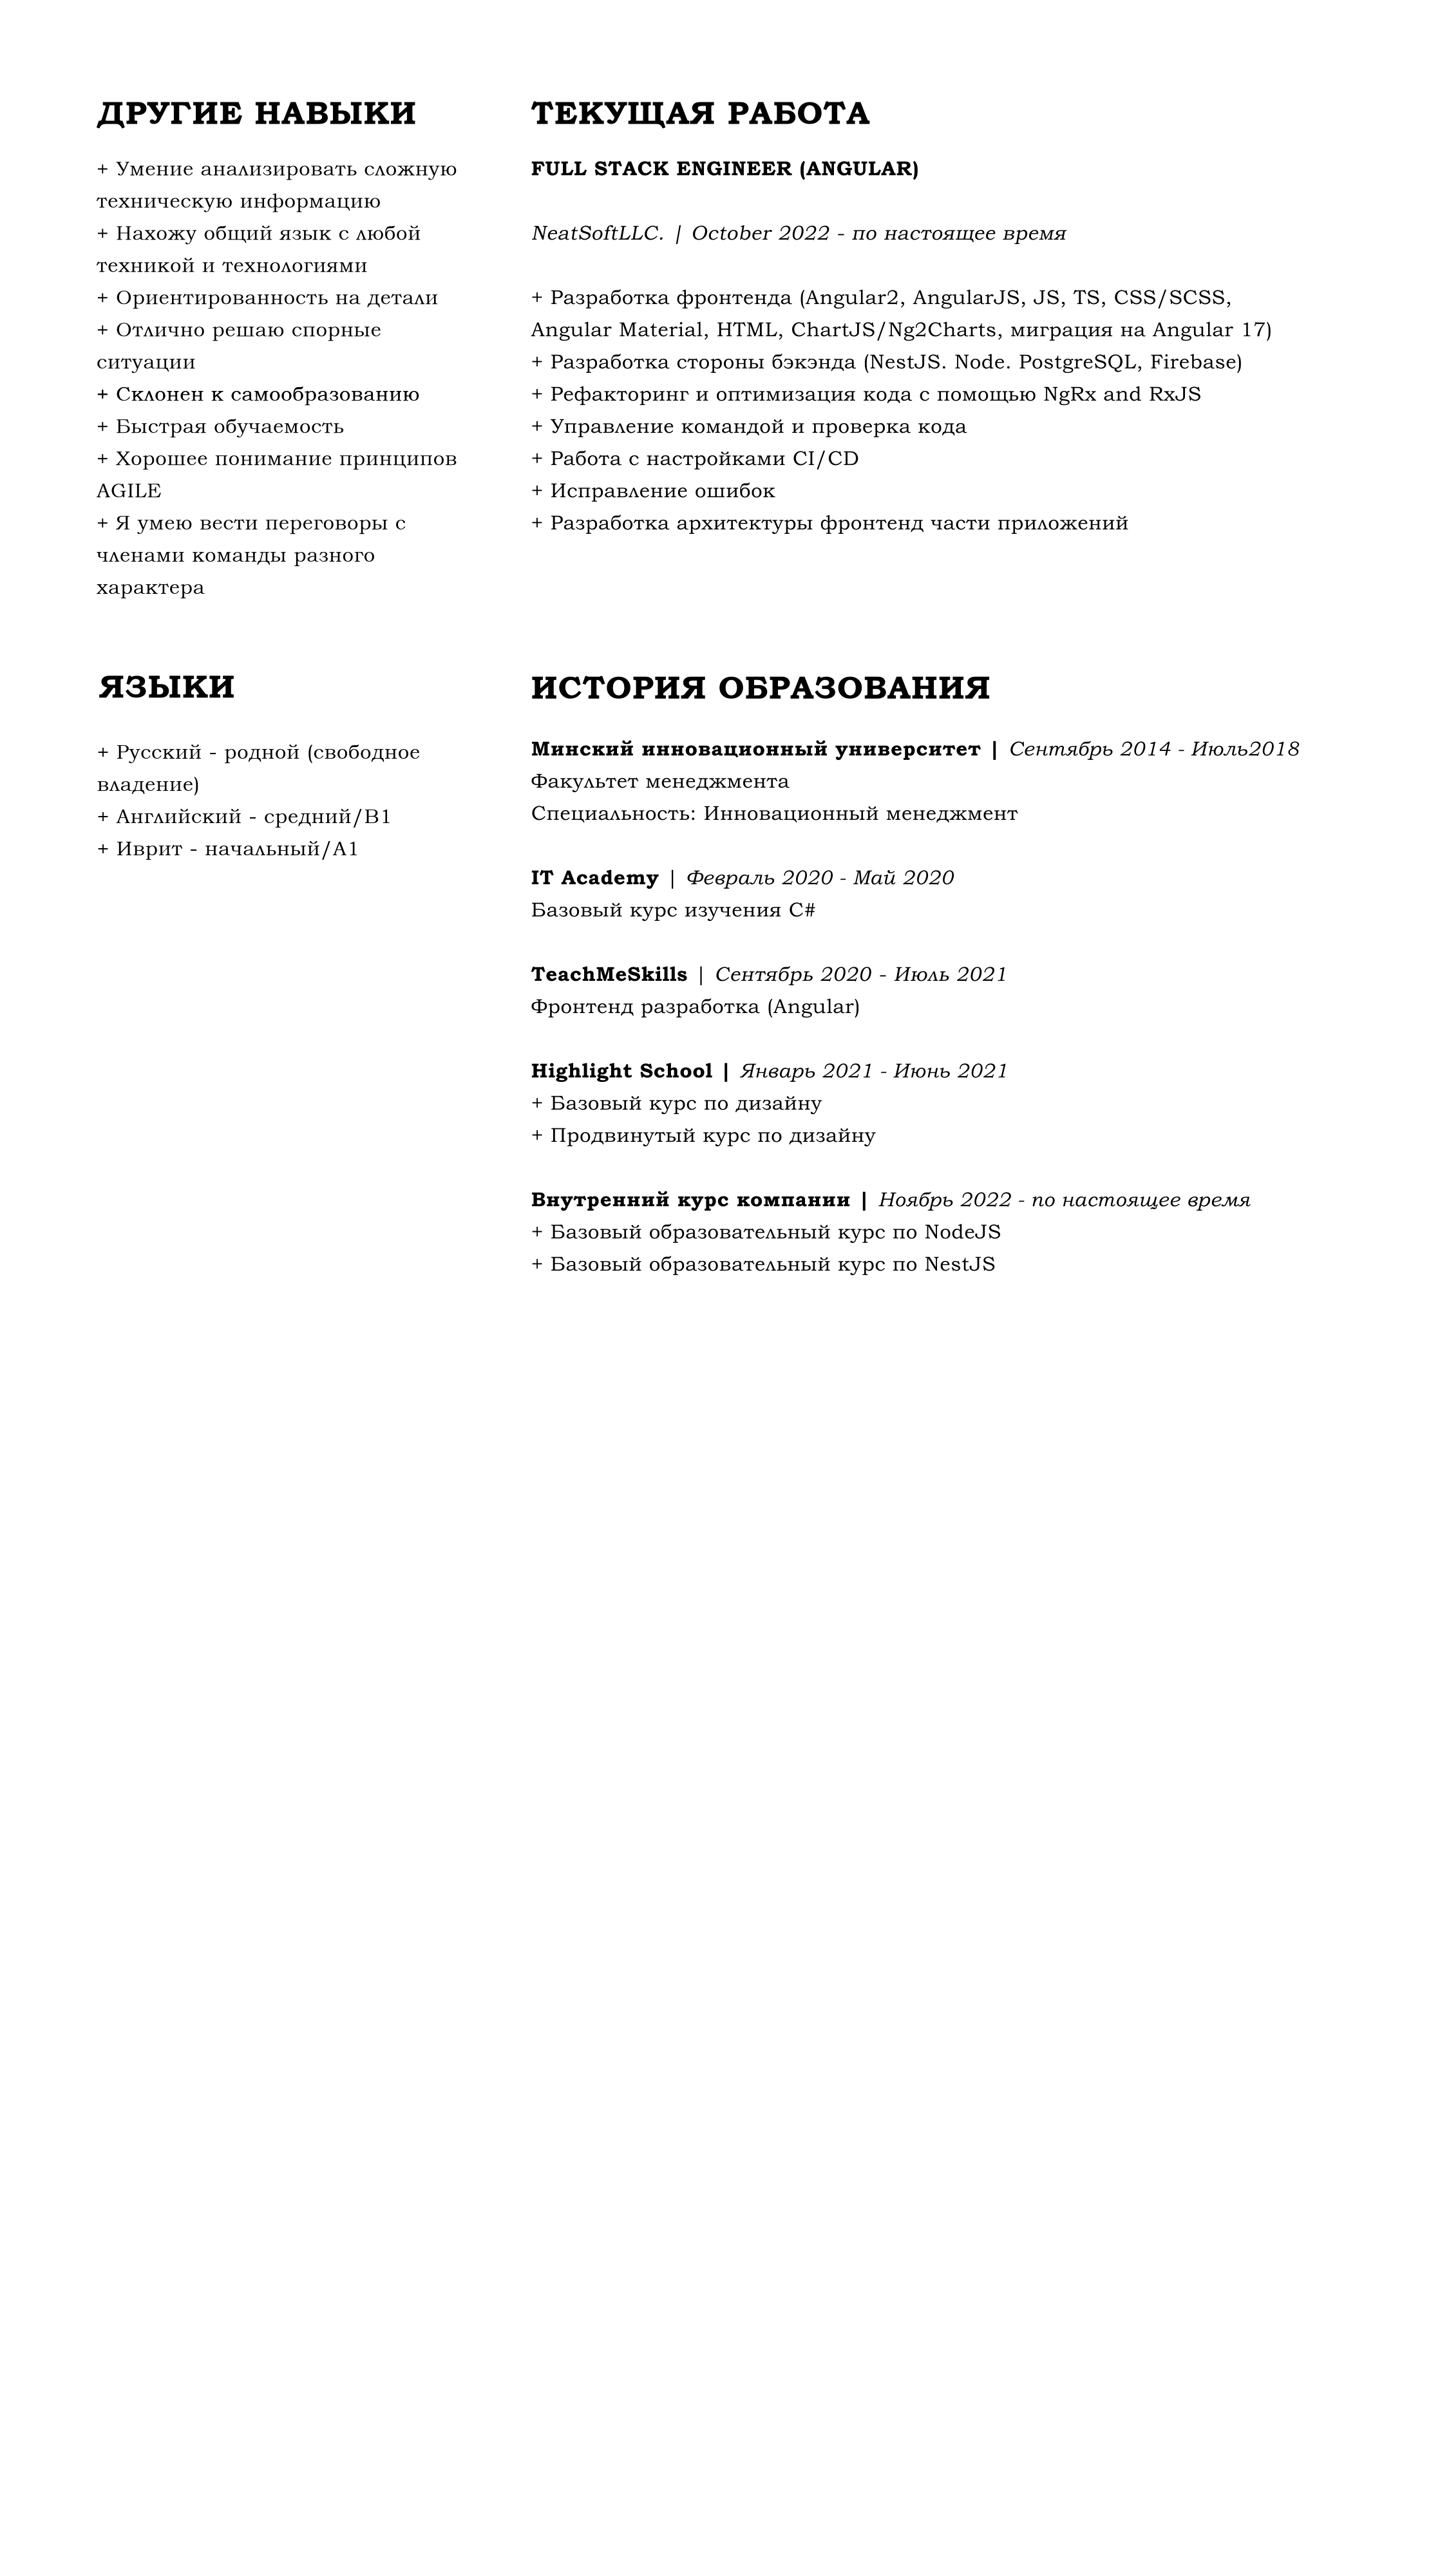 ДРУГИЕ НАВЫКИ
+ Умение анализировать сложную
техническую информацию
+ Нахожу общий язык с любой
техникой и технологиями
+ Ориентированность на детали
+ Отлично решаю спорные
ситуации
+ Склонен к самообразованию
+ Быстрая обучаемость
+ Хорошее понимание принципов
AGILE
+ Я умею вести переговоры с
членами команды разного
характера
ЯЗЫКИ
+ Русский - родной (свободное
владение)
+ Английский - средний/B1
+ Иврит - начальный/A1
ТЕКУЩАЯ РАБОТА
FULL STACK ENGINEER (ANGULAR)
NeatSoftLLC. | October 2022 - по настоящее время
+ Разработка фронтенда (Angular2, AngularJS, JS, TS, CSS/SCSS,
Angular Material, HTML, ChartJS/Ng2Charts, миграция на Angular 17)
+ Разработка стороны бэкэнда (NestJS. Node. PostgreSQL, Firebase)
+ Рефакторинг и оптимизация кода с помощью NgRx and RxJS
+ Управление командой и проверка кода
+ Работа с настройками CI/CD
+ Исправление ошибок
+ Разработка архитектуры фронтенд части приложений
ИСТОРИЯ ОБРАЗОВАНИЯ
Минский инновационный университет | Сентябрь 2014 - Июль2018
Факультет менеджмента
Специальность: Инновационный менеджмент
IT Academy | Февраль 2020 - Май 2020
Базовый курс изучения C#
TeachMeSkills | Сентябрь 2020 - Июль 2021
Фронтенд разработка (Angular)
Highlight School | Январь 2021 - Июнь 2021
+ Базовый курс по дизайну
+ Продвинутый курс по дизайну
Внутренний курс компании | Ноябрь 2022 - по настоящее время
+ Базовый образовательный курс по NodeJS
+ Базовый образовательный курс по NestJS